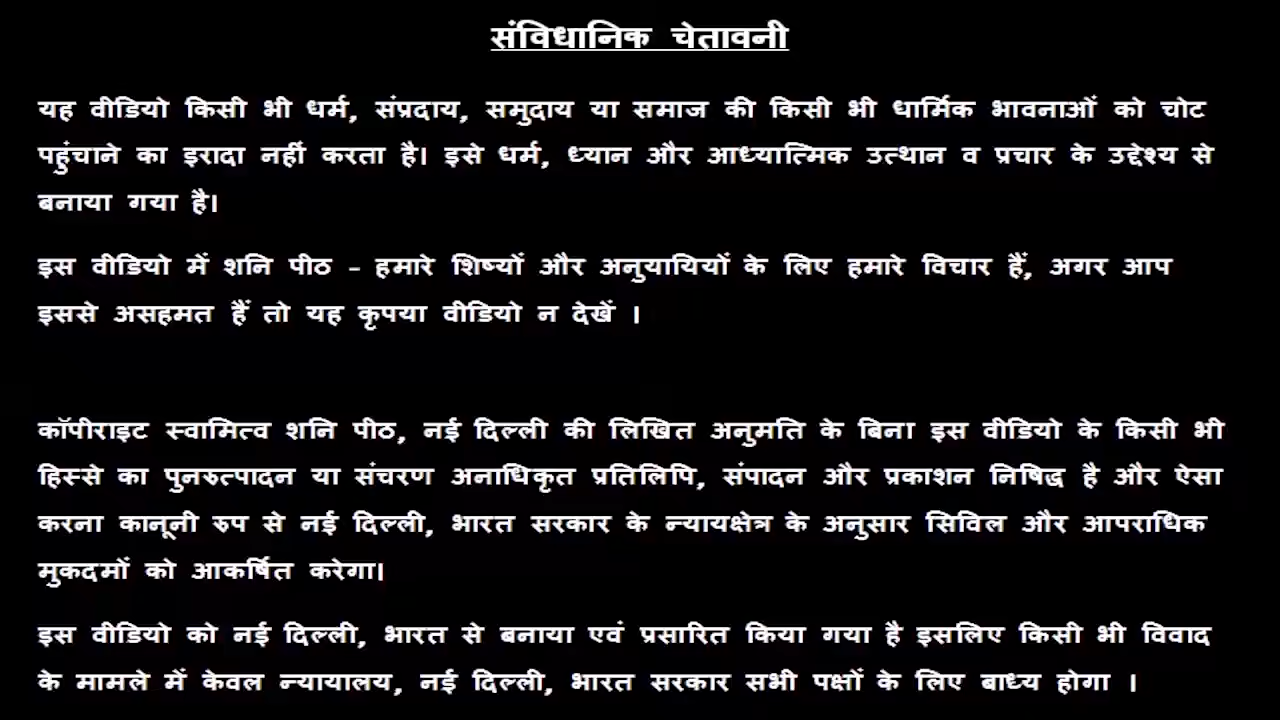 संविधानिक चेतावनी
यह वीडियो किसी भी धर्म, संप्रदाय, समुदाय या समाज की किसी भी धार्मिक भावनाओं को चोट
पहुंचाने का इरादा नहीं करता है। इसे धर्म, ध्यान और आध्यात्मिक उत्थान व प्रचार के उद्देश्य से
बनाया गया है।
इस वीडियो में शनि पीठ - हमारे शिष्यों और अनुयायियों के लिए हमारे विचार हैं, अगर आप
इससे असहमत हैं तो यह कृपया वीडियो न देखें ।
कॉपीराइट स्वामित्व शनि पीठ, नई दिल्ली की लिखित अनुमति के बिना इस वीडियो के किसी भी
हिस्से का पुनरुत्पादन या संचरण अनाधिकृत प्रतिलिपि, संपादन और प्रकाशन निषिद्ध है और ऐसा
करना कानूनी रुप से नई दिल्ली, भारत सरकार के न्यायक्षेत्र के अनुसार सिविल और आपराधिक
मुकदमों को आकर्षित करेगा।
इस वीडियो को नई दिल्ली, भारत से बनाया एवं प्रसारित किया गया है इसलिए किसी भी विवाद
के मामले में केवल न्यायालय, नई दिल्ली, भारत सरकार सभी पक्षों के लिए बाध्य होगा ।